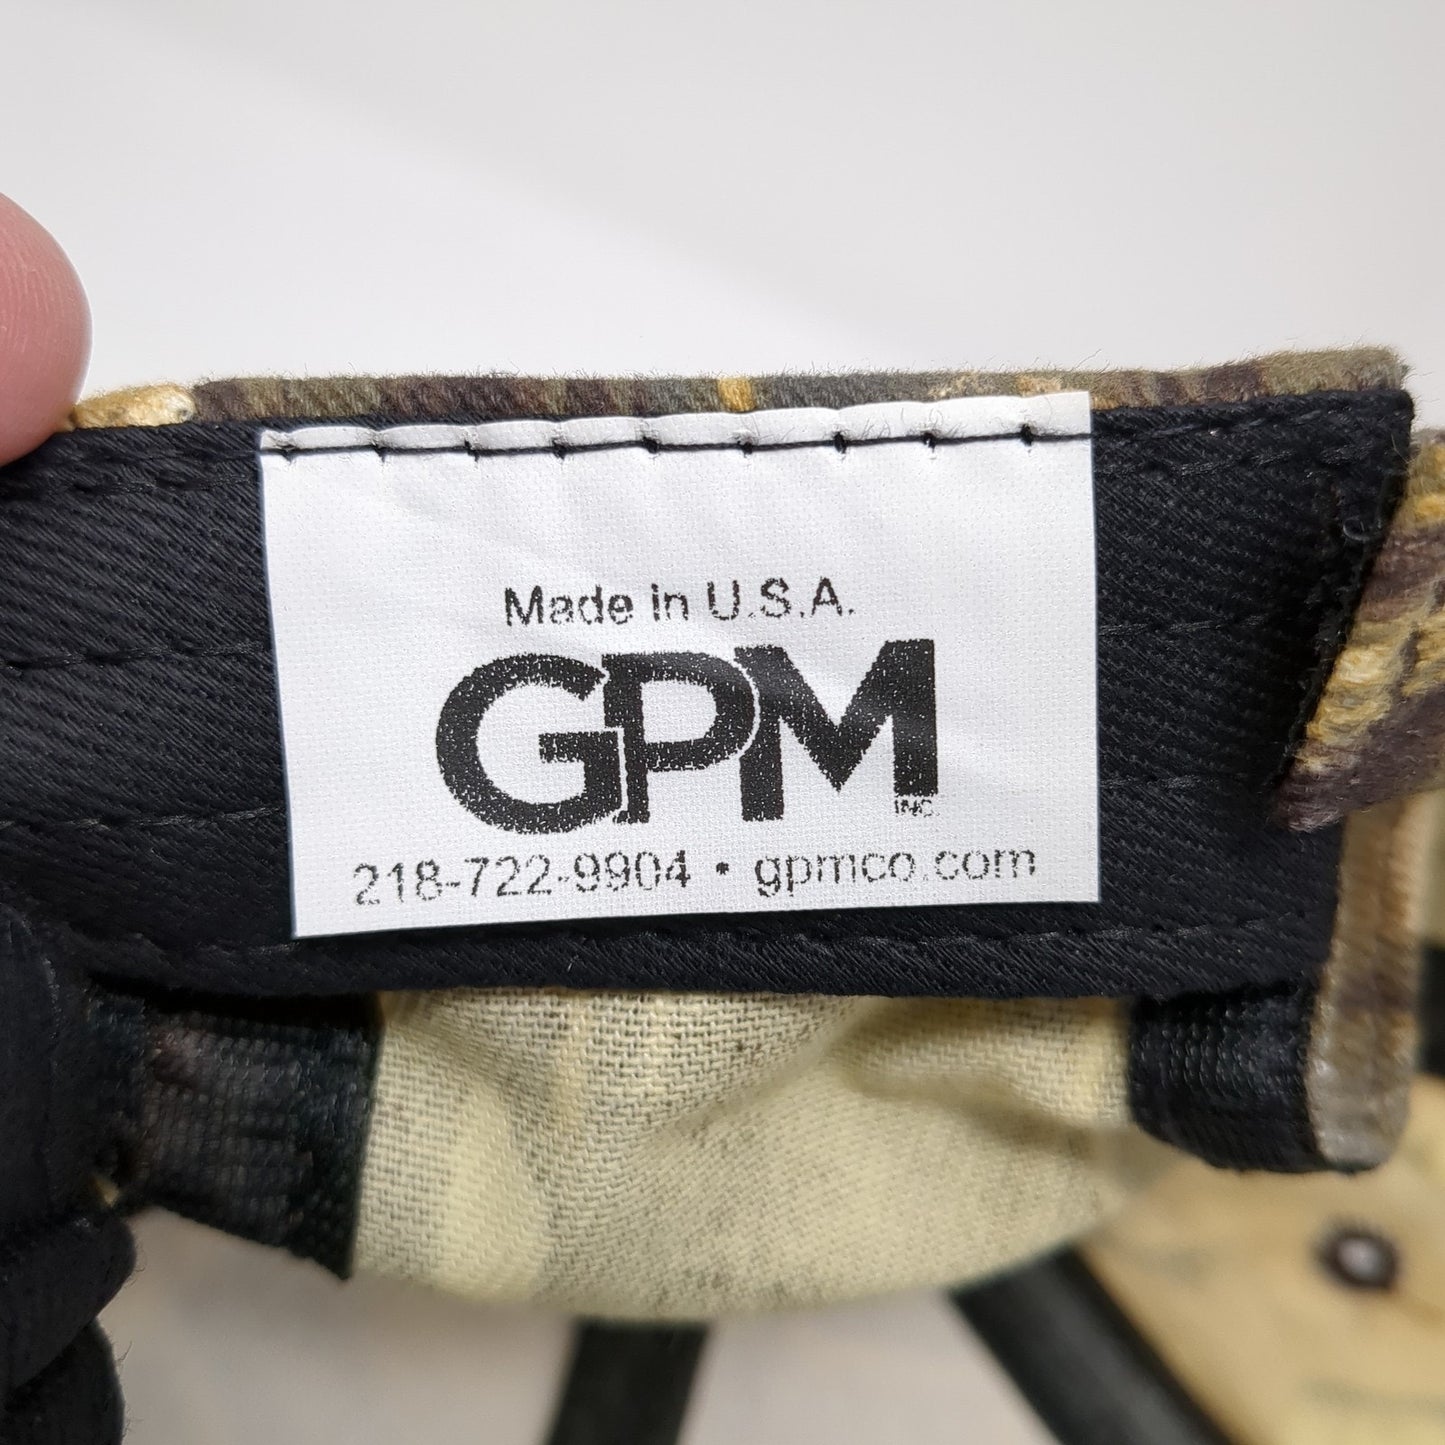 Made in U.S.A.
GPM
INC.
218-722-9904 • gpmco.com